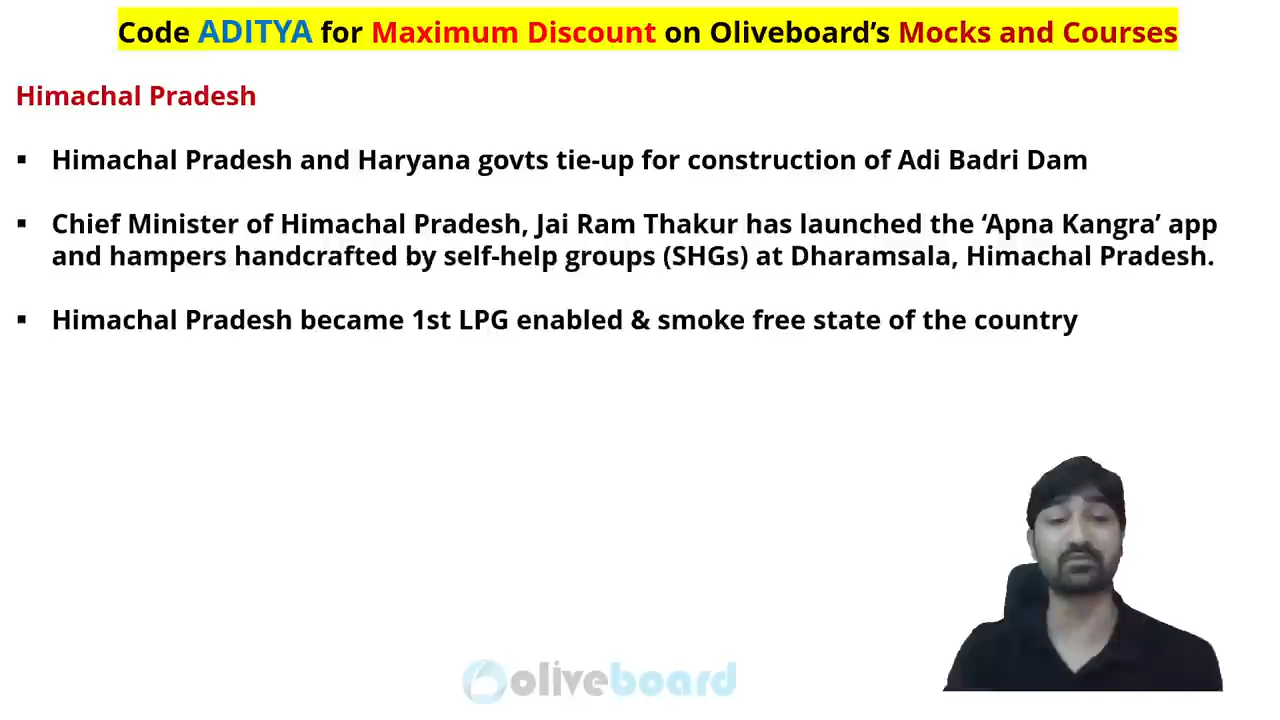 Code ADITYA for Maximum Discount on Oliveboard’s Mocks and Courses
Himachal Pradesh
▪ Himachal Pradesh and Haryana govts tie-up for construction of Adi Badri Dam
▪ Chief Minister of Himachal Pradesh, Jai Ram Thakur has launched the ‘Apna Kangra’ app
and hampers handcrafted by self-help groups (SHGs) at Dharamsala, Himachal Pradesh.
▪ Himachal Pradesh became 1st LPG enabled & smoke free state of the country
oliveboard